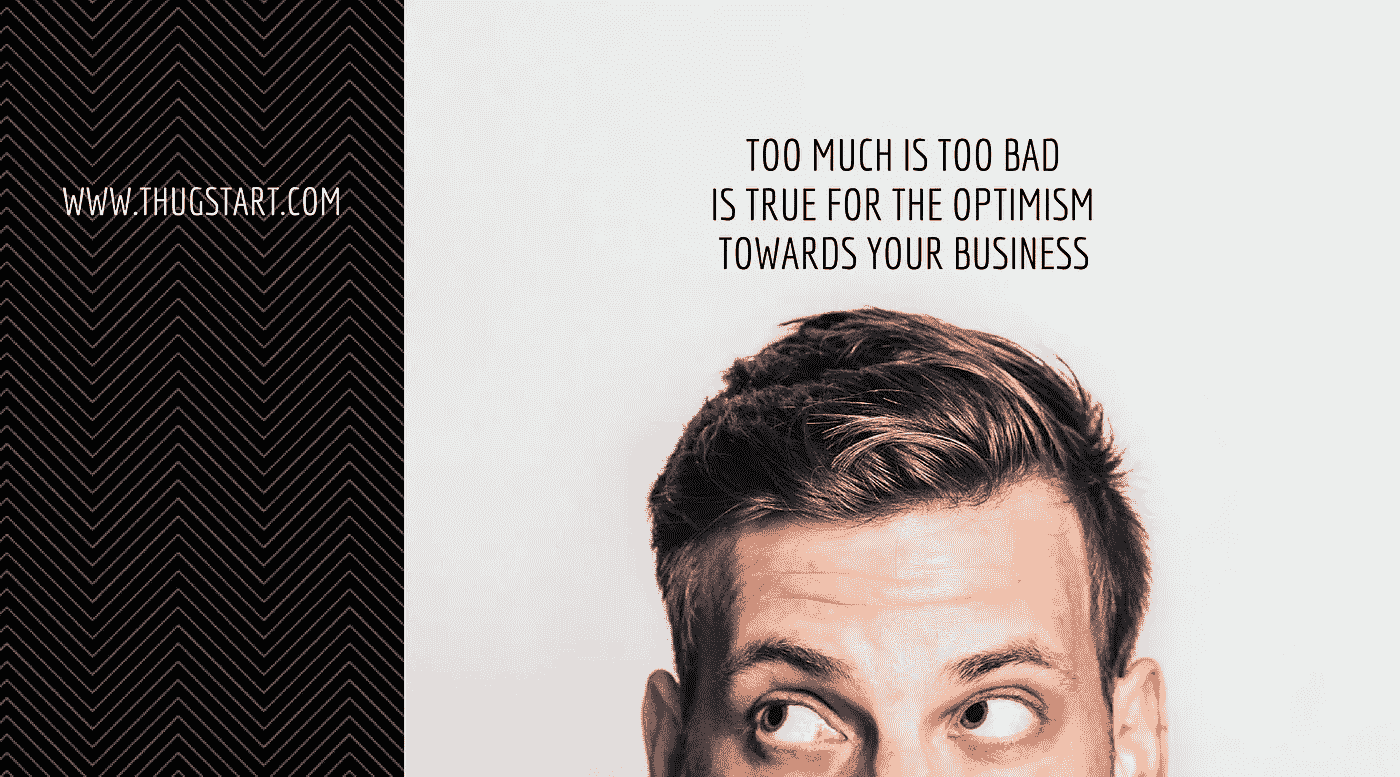 WWW.THUGSTART.COM
TOO MUCH IS TOO BAD
IS TRUE FOR THE OPTIMISM
TOWARDS YOUR BUSINESS